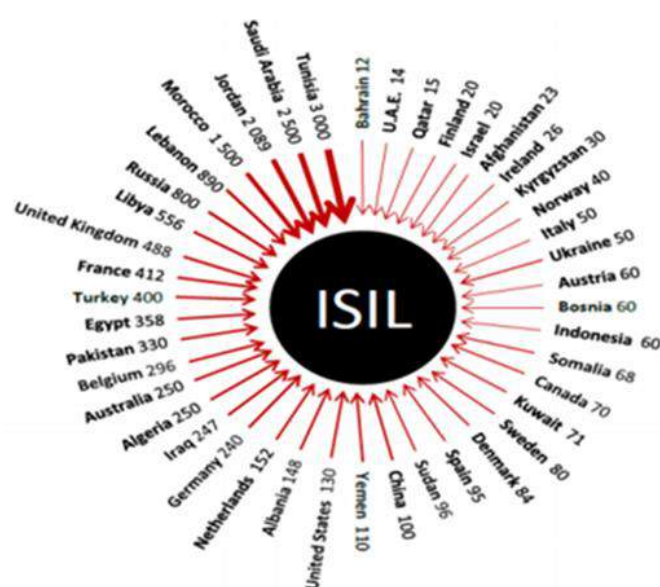 Bahrain 12
U.A.E. 14
Qatar 15
Finland 20
Israel 20
Afghanistan 23
Ireland 26
Kyrgyzstan 30
Norway 40
Italy 50
Ukraine 50
Austria 60
Bosnia 60
Indonesia 60
Somalia 68
Canada 70
Kuwait 71
Sweden 80
Denmark 84
Spain 95
Sudan 96
China 100
Yemen 110
United States 130
Albania 148
Netherlands 152
Germany 240
Iraq 247
Algeria 250
Australia 250
Belgium 296
Pakistan 330
Egypt 358
Turkey 400
France 412
United Kingdom 488
Libya 556
Russia 800
Lebanon 890
Morocco 1 500
Jordan 2 089
Saudi Arabia 2 500
Tunisia 3 000
ISIL